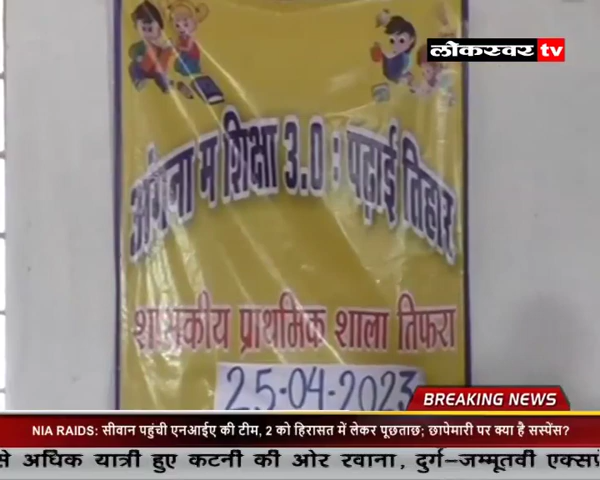 लोकस्वर tv
अंगना म शिक्षा 3.0 : पढ़ाई तिहार
शासकीय प्राथमिक शाला तिफरा
25-04-2023
BREAKING NEWS
NIA RAIDS: सीवान पहुंची एनआईए की टीम, 2 को हिरासत में लेकर पूछताछ; छापेमारी पर क्या है सस्पेंस?
से अधिक यात्री हुए कटनी की ओर रवाना, दुर्ग–जम्मूतवी एक्सप्रे